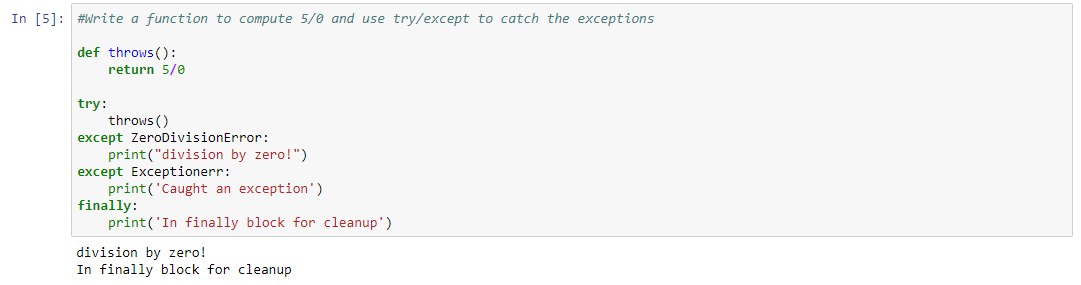 In [5]: #Write a function to compute 5/0 and use try/except to catch the exceptions
def throws():
return 5/0
try:
throws()
except ZeroDivisionError:
print("division by zero!")
except Exceptionerr:
print('Caught an exception')
finally:
print('In finally block for cleanup')
division by zero!
In finally block for cleanup